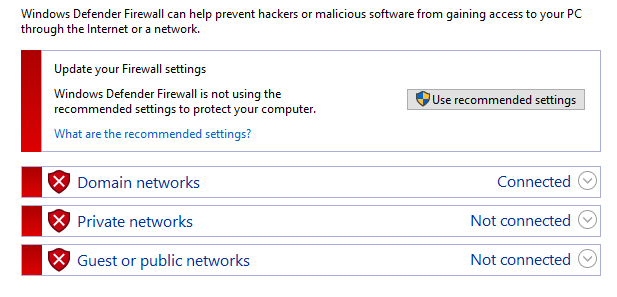 Windows Defender Firewall can help prevent hackers or malicious software from gaining access to your PC
through the Internet or a network.
Update your Firewall settings
Windows Defender Firewall is not using the
recommended settings to protect your computer.
Use recommended settings
What are the recommended settings?
Domain networks Connected
Private networks Not connected
Guest or public networks Not connected